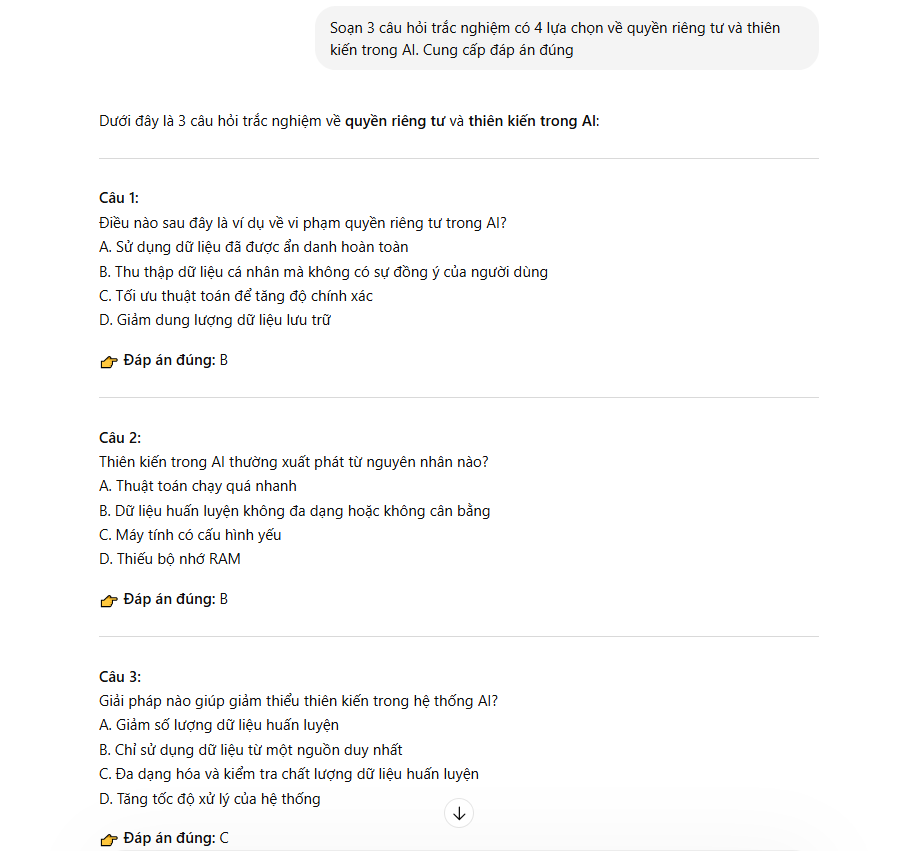 Soạn 3 câu hỏi trắc nghiệm có 4 lựa chọn về quyền riêng tư và thiên
kiến trong AI. Cung cấp đáp án đúng
Dưới đây là 3 câu hỏi trắc nghiệm về quyền riêng tư và thiên kiến trong AI:
Câu 1:
Điều nào sau đây là ví dụ về vi phạm quyền riêng tư trong AI?
A. Sử dụng dữ liệu đã được ẩn danh hoàn toàn
B. Thu thập dữ liệu cá nhân mà không có sự đồng ý của người dùng
C. Tối ưu thuật toán để tăng độ chính xác
D. Giảm dung lượng dữ liệu lưu trữ
👉 Đáp án đúng: B
Câu 2:
Thiên kiến trong AI thường xuất phát từ nguyên nhân nào?
A. Thuật toán chạy quá nhanh
B. Dữ liệu huấn luyện không đa dạng hoặc không cân bằng
C. Máy tính có cấu hình yếu
D. Thiếu bộ nhớ RAM
👉 Đáp án đúng: B
Câu 3:
Giải pháp nào giúp giảm thiểu thiên kiến trong hệ thống AI?
A. Giảm số lượng dữ liệu huấn luyện
B. Chỉ sử dụng dữ liệu từ một nguồn duy nhất
C. Đa dạng hóa và kiểm tra chất lượng dữ liệu huấn luyện
D. Tăng tốc độ xử lý của hệ thống
👉 Đáp án đúng: C